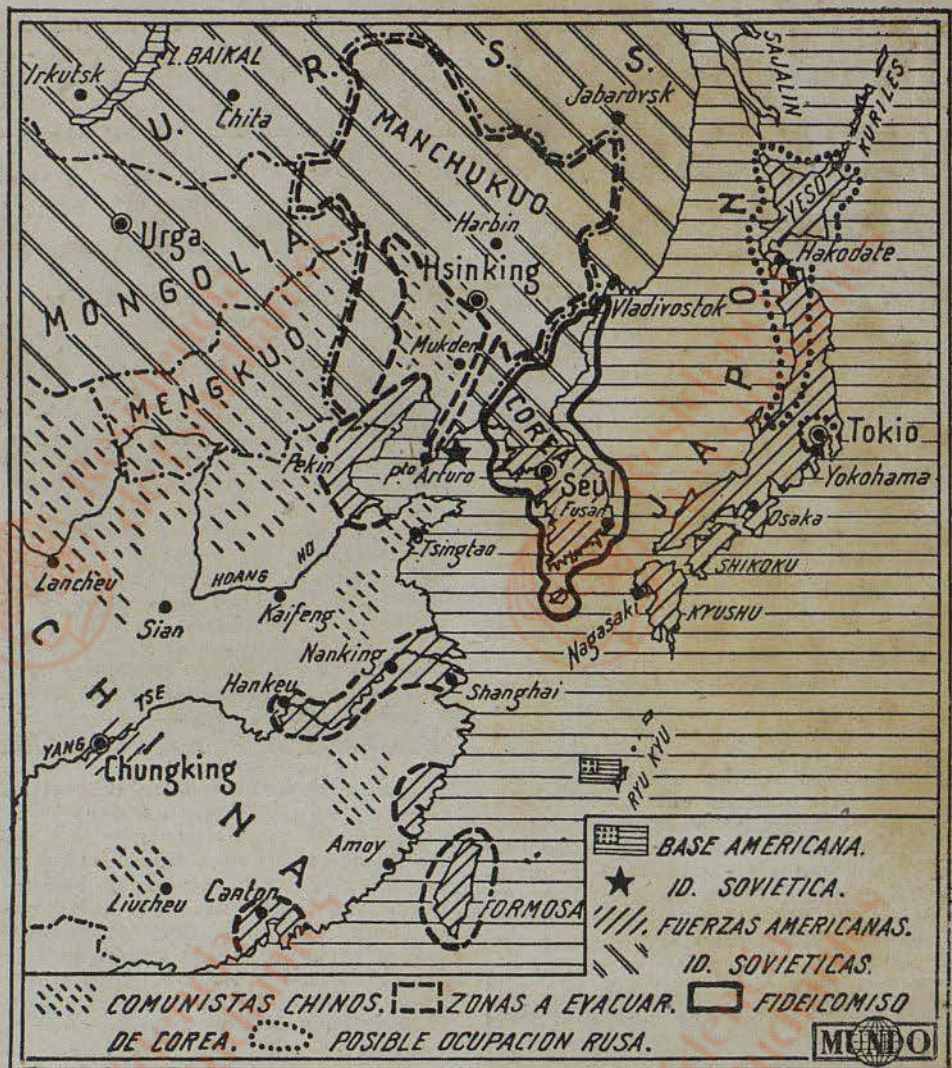 Irkutsk
L. BAIKAL
Chita
U. R. S. S.
Jabarovsk
SAJALIN
KURILES
MANCHUKUO
YESO
Urga
Harbin
Hakodate
MONGOLIA
Hsinking
Vladivostok
JAPON
MENGKUO
Mukden
COREA
Tokio
Yokohama
Pekin
Pto Arturo
Seul
Fusan
Osaka
Tsingtao
SHIKOKU
Lancheu
HOANG HO
Kaifeng
Nagasaki
KYUSHU
Sian
CHINA
Nanking
Hankeu
Shanghai
YANG TSE
Chungking
RYU KYU
Amoy
Liucheu
Canton
FORMOSA
BASE AMERICANA.
ID. SOVIETICA.
FUERZAS AMERICANAS.
ID. SOVIETICAS.
COMUNISTAS CHINOS. ZONAS A EVACUAR. FIDEICOMISO
DE COREA. POSIBLE OCUPACION RUSA.
MUNDO